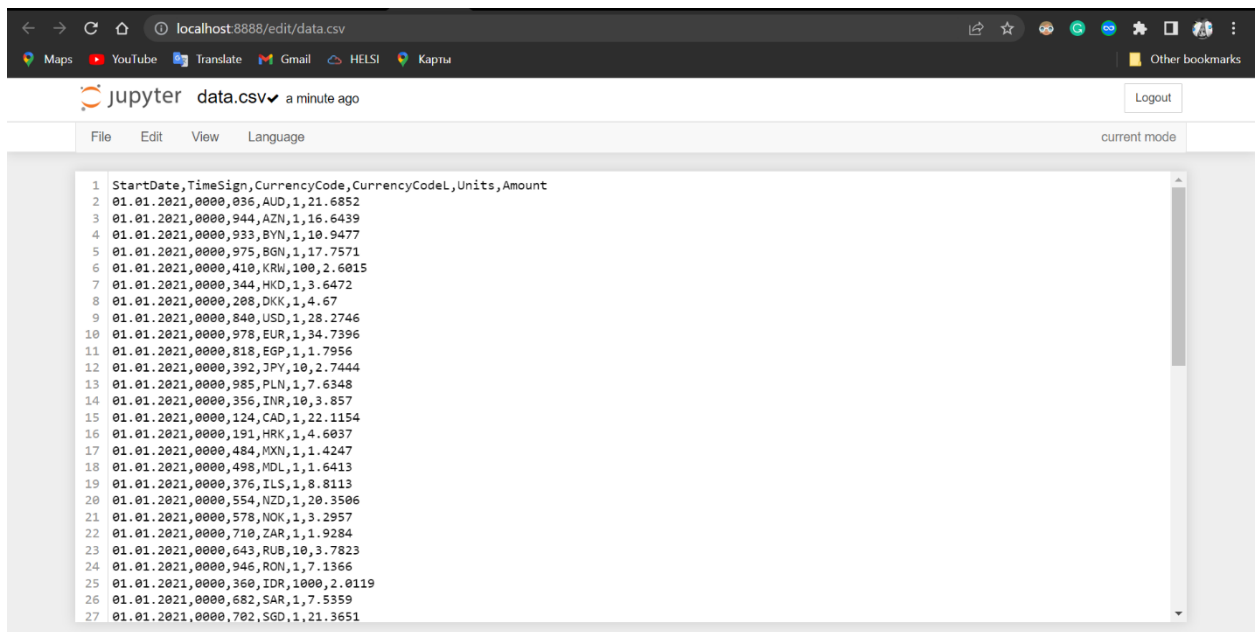 localhost:8888/edit/data.csv
Maps YouTube Translate Gmail HELSI Карты Other bookmarks
jupyter data.csv✔ a minute ago Logout
File Edit View Language current mode
1 StartDate,TimeSign,CurrencyCode,CurrencyCodeL,Units,Amount
2 01.01.2021,0000,036,AUD,1,21.6852
3 01.01.2021,0000,944,AZN,1,16.6439
4 01.01.2021,0000,933,BYN,1,10.9477
5 01.01.2021,0000,975,BGN,1,17.7571
6 01.01.2021,0000,410,KRW,100,2.6015
7 01.01.2021,0000,344,HKD,1,3.6472
8 01.01.2021,0000,208,DKK,1,4.67
9 01.01.2021,0000,840,USD,1,28.2746
10 01.01.2021,0000,978,EUR,1,34.7396
11 01.01.2021,0000,818,EGP,1,1.7956
12 01.01.2021,0000,392,JPY,10,2.7444
13 01.01.2021,0000,985,PLN,1,7.6348
14 01.01.2021,0000,356,INR,10,3.857
15 01.01.2021,0000,124,CAD,1,22.1154
16 01.01.2021,0000,191,HRK,1,4.6037
17 01.01.2021,0000,484,MXN,1,1.4247
18 01.01.2021,0000,498,MDL,1,1.6413
19 01.01.2021,0000,376,ILS,1,8.8113
20 01.01.2021,0000,554,NZD,1,20.3506
21 01.01.2021,0000,578,NOK,1,3.2957
22 01.01.2021,0000,710,ZAR,1,1.9284
23 01.01.2021,0000,643,RUB,10,3.7823
24 01.01.2021,0000,946,RON,1,7.1366
25 01.01.2021,0000,360,IDR,1000,2.0119
26 01.01.2021,0000,682,SAR,1,7.5359
27 01.01.2021,0000,702,SGD,1,21.3651